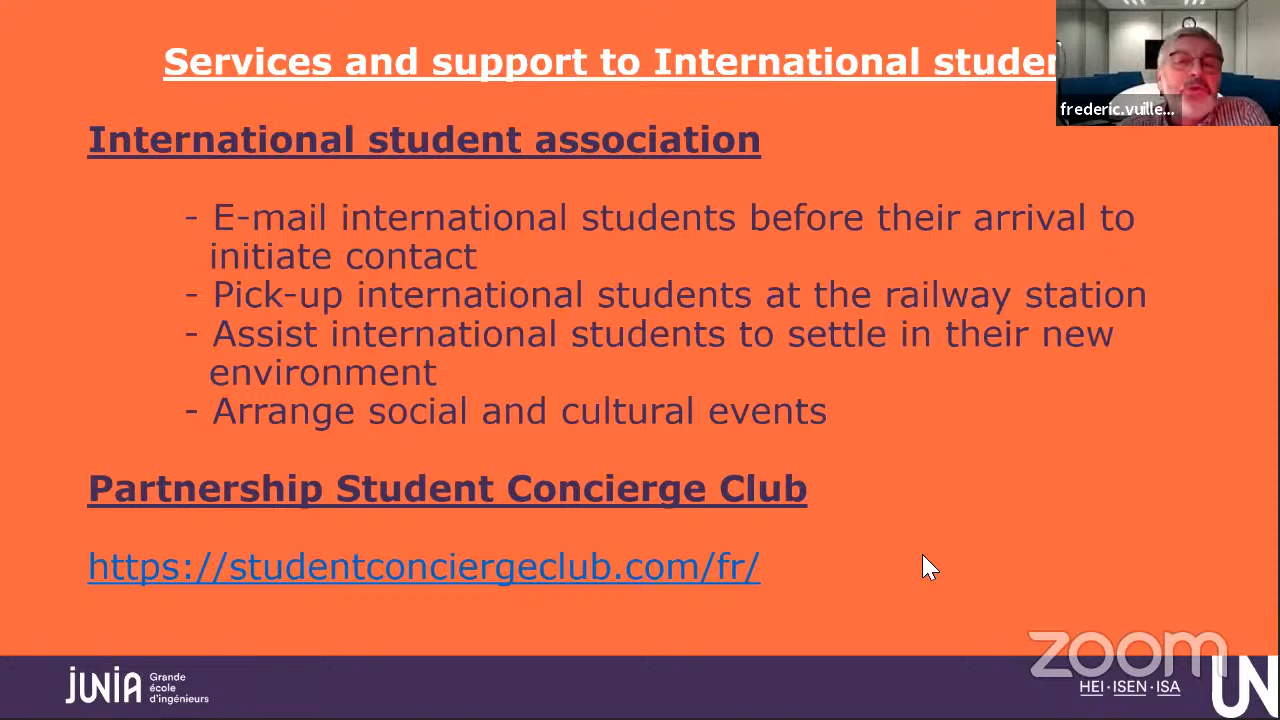 Services and support to International studen
frederic.vuille...
International student association
- E-mail international students before their arrival to
initiate contact
- Pick-up international students at the railway station
- Assist international students to settle in their new
environment
- Arrange social and cultural events
Partnership Student Concierge Club
https://studentconciergeclub.com/fr/
zoom
JUNIA Grande
école
d'ingénieurs
HEI·ISEN·ISA
UN